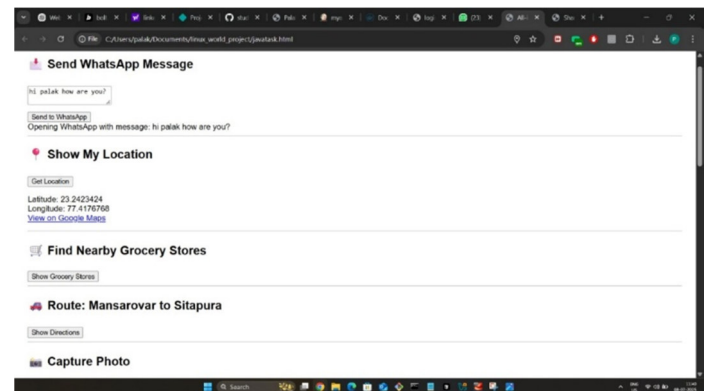 File
C:/Users/palak/Documents/linux_world_project/javatask.html
Send WhatsApp Message
hi palak how are you?
Send to WhatsApp
Opening WhatsApp with message: hi palak how are you?
Show My Location
Get Location
Latitude: 23.2423424
Longitude: 77.4176768
View on Google Maps
Find Nearby Grocery Stores
Show Grocery Stores
Route: Mansarovar to Sitapura
Show Directions
Capture Photo
Search